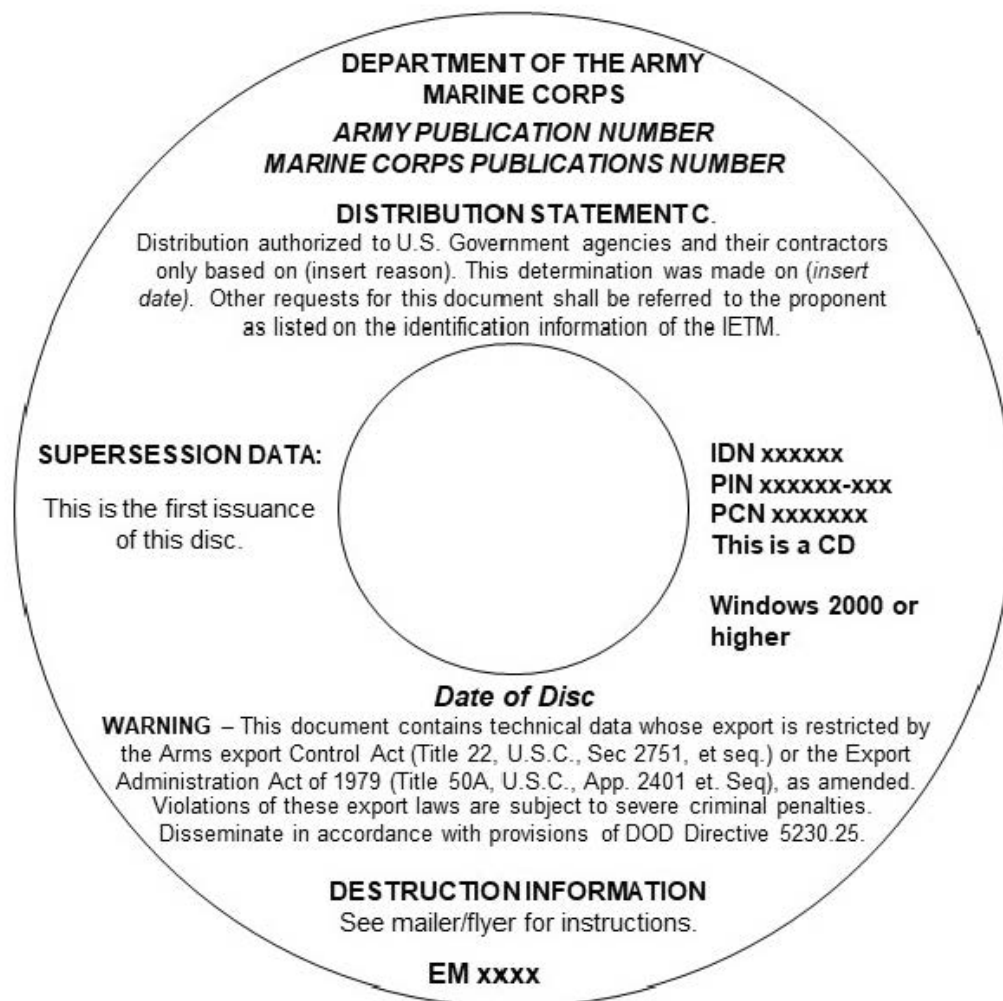 DEPARTMENT OF THE ARMY
MARINE CORPS
ARMY PUBLICATION NUMBER
MARINE CORPS PUBLICATIONS NUMBER
DISTRIBUTION STATEMENT C.
Distribution authorized to U.S. Government agencies and their contractors
only based on (insert reason). This determination was made on (insert
date). Other requests for this document shall be referred to the proponent
as listed on the identification information of the IETM.
SUPERSESSION DATA:
This is the first issuance
of this disc.
IDN xxxxxx
PIN xxxxxx-xxx
PCN xxxxxxx
This is a CD
Windows 2000 or
higher
Date of Disc
WARNING – This document contains technical data whose export is restricted by
the Arms export Control Act (Title 22, U.S.C., Sec 2751, et seq.) or the Export
Administration Act of 1979 (Title 50A, U.S.C., App. 2401 et. Seq), as amended.
Violations of these export laws are subject to severe criminal penalties.
Disseminate in accordance with provisions of DOD Directive 5230.25.
DESTRUCTION INFORMATION
See mailer/flyer for instructions.
EM xxxx